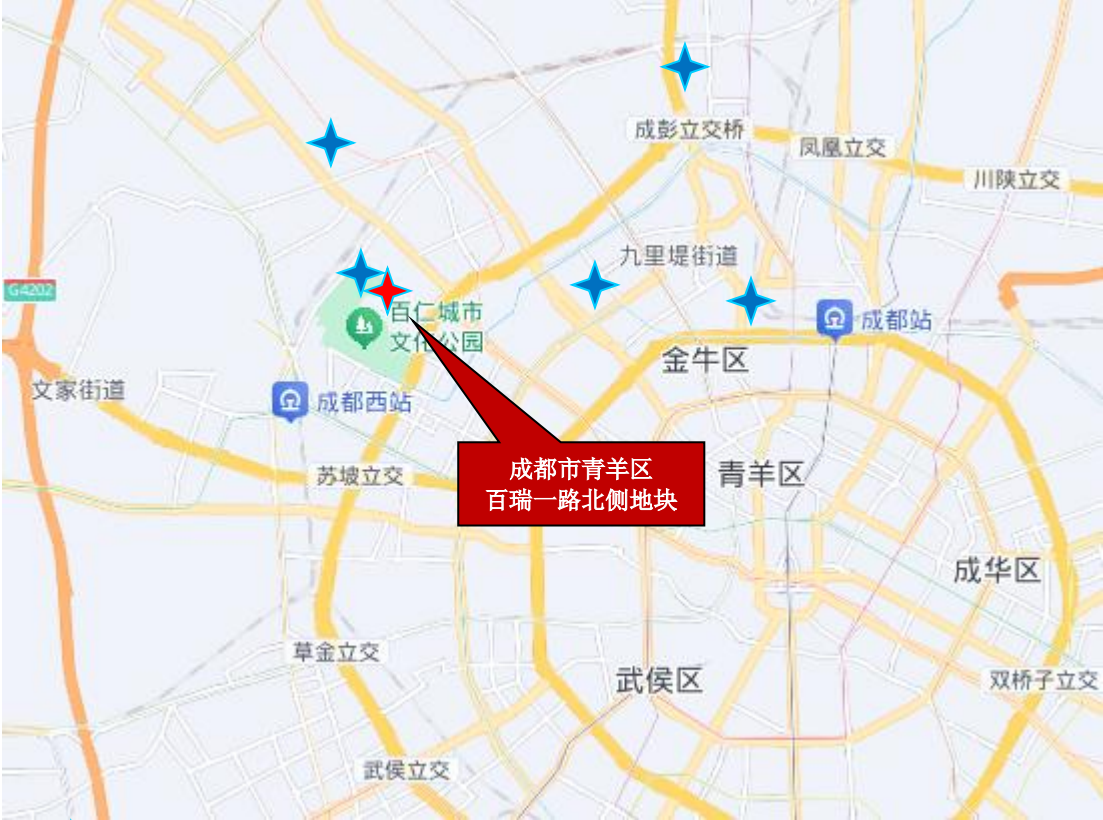 成彭立交桥
凤凰立交
川陕立交
九里堤街道
G4202
百仁城市
文化公园
成都站
金牛区
文家街道
成都西站
苏坡立交
成都市青羊区
百瑞一路北侧地块
青羊区
成华区
草金立交
武侯区
双桥子立交
武侯立交